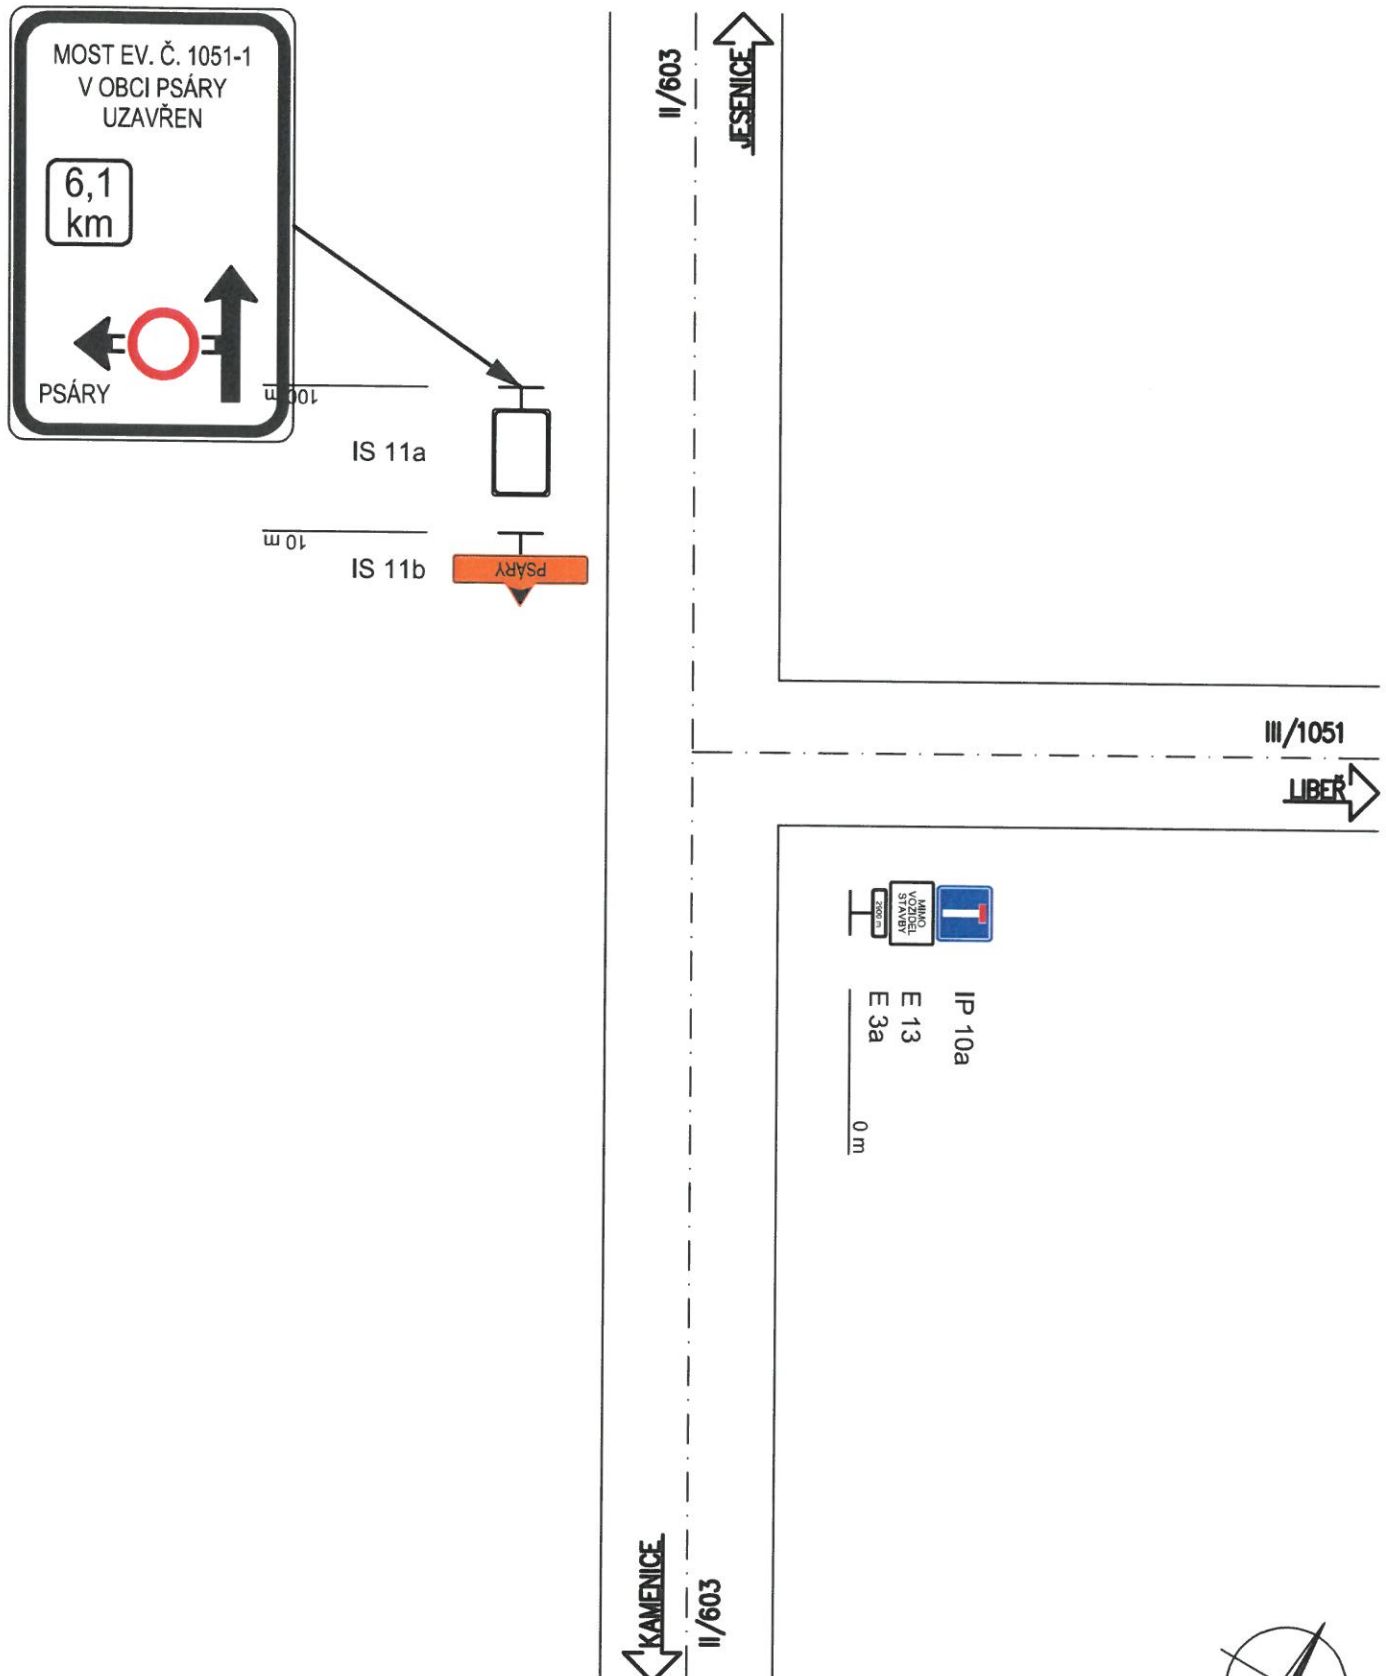 MOST EV. Č. 1051-1
V OBCI PSÁRY
UZAVŘEN
6,1
km
PSÁRY
II/603
JESENICE
100 m
IS 11a
10 m
IS 11b
PSÁRY
III/1051
LIBEŘ
MIMO
VOZIDEL
STAVBY
2900 m
IP 10a
E 13
E 3a
0 m
KAMENICE
II/603